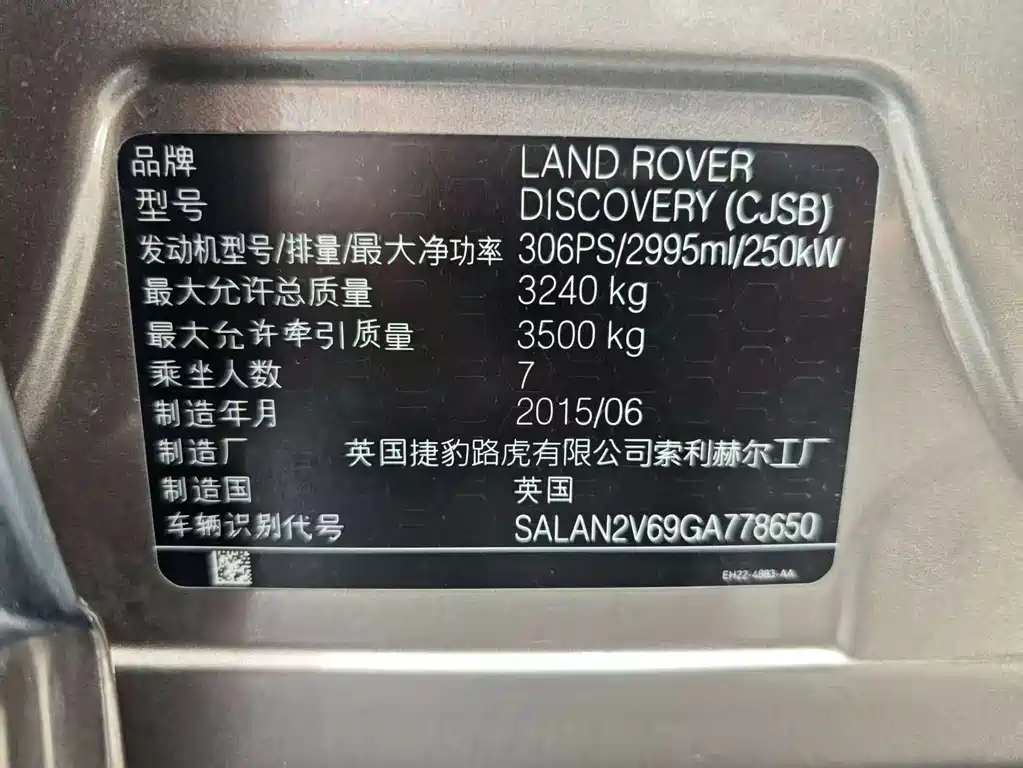 品牌 LAND ROVER
型号 DISCOVERY (CJSB)
发动机型号/排量/最大净功率 306PS/2995ml/250kW
最大允许总质量 3240 kg
最大允许牵引质量 3500 kg
乘坐人数 7
制造年月 2015/06
制造厂 英国捷豹路虎有限公司索利赫尔工厂
制造国 英国
车辆识别代号 SALAN2V69GA778650
EH22-4883-AA